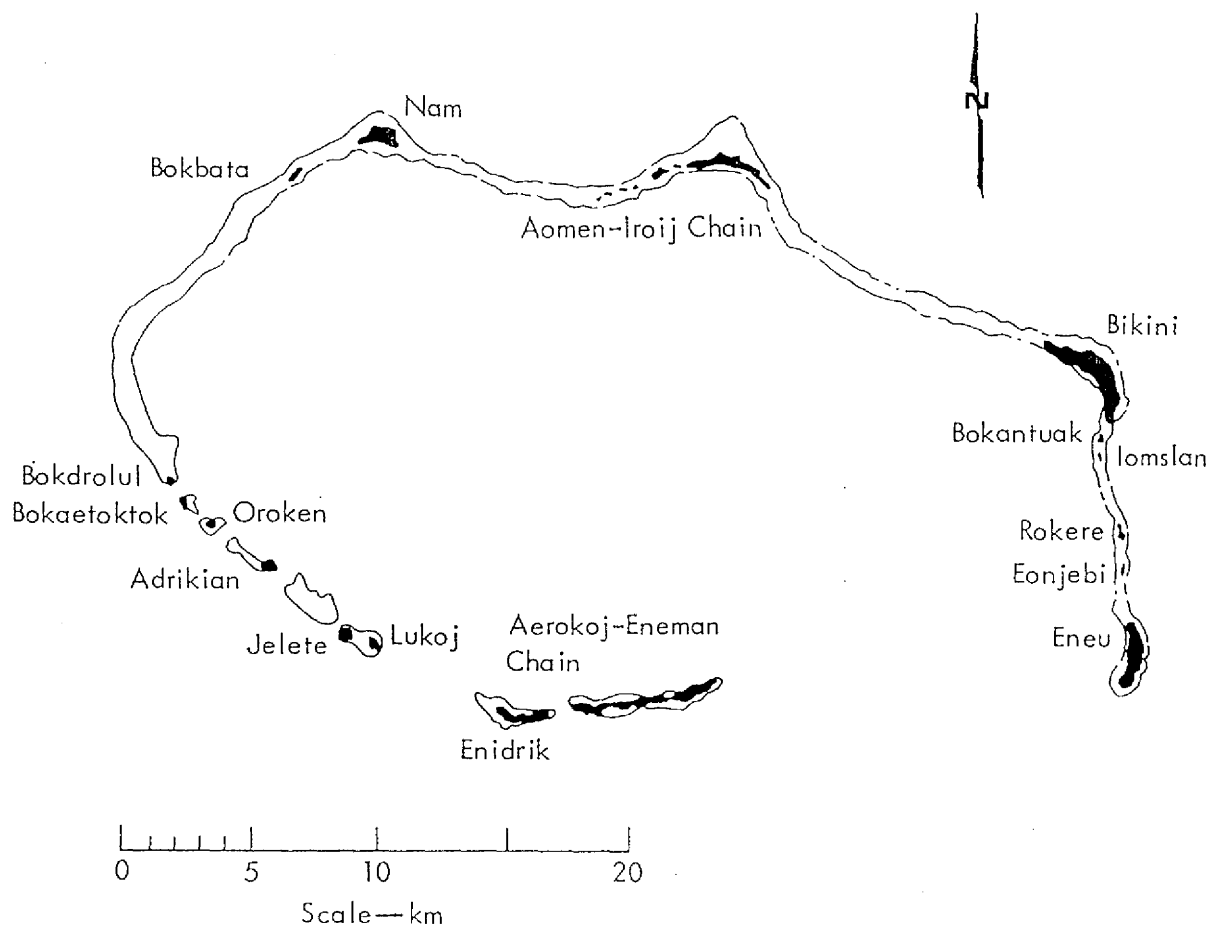 N
Nam
Bokbata
Aomen-Iroij Chain
Bikini
Bokantuak
Iomslan
Bokdrolul
Bokaetoktok
Oroken
Rokere
Adrikian
Eonjebi
Jelete
Lukoj
Aerokoj-Eneman
Chain
Eneu
Enidrik
0 5 10 20
Scale—km